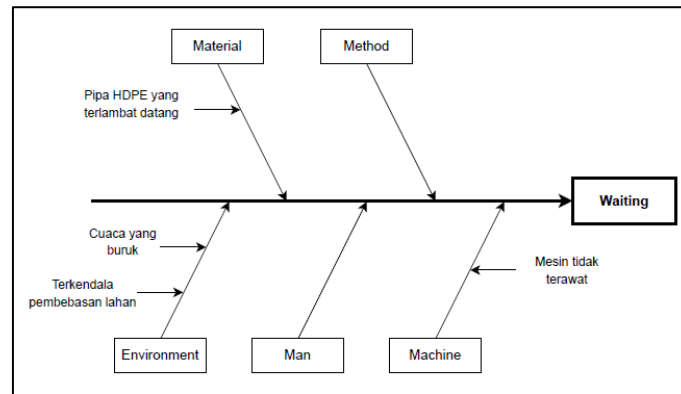 Material
Method
Pipa HDPE yang
terlambat datang
Waiting
Cuaca yang
buruk
Terkendala
pembebasan lahan
Mesin tidak
terawat
Environment
Man
Machine